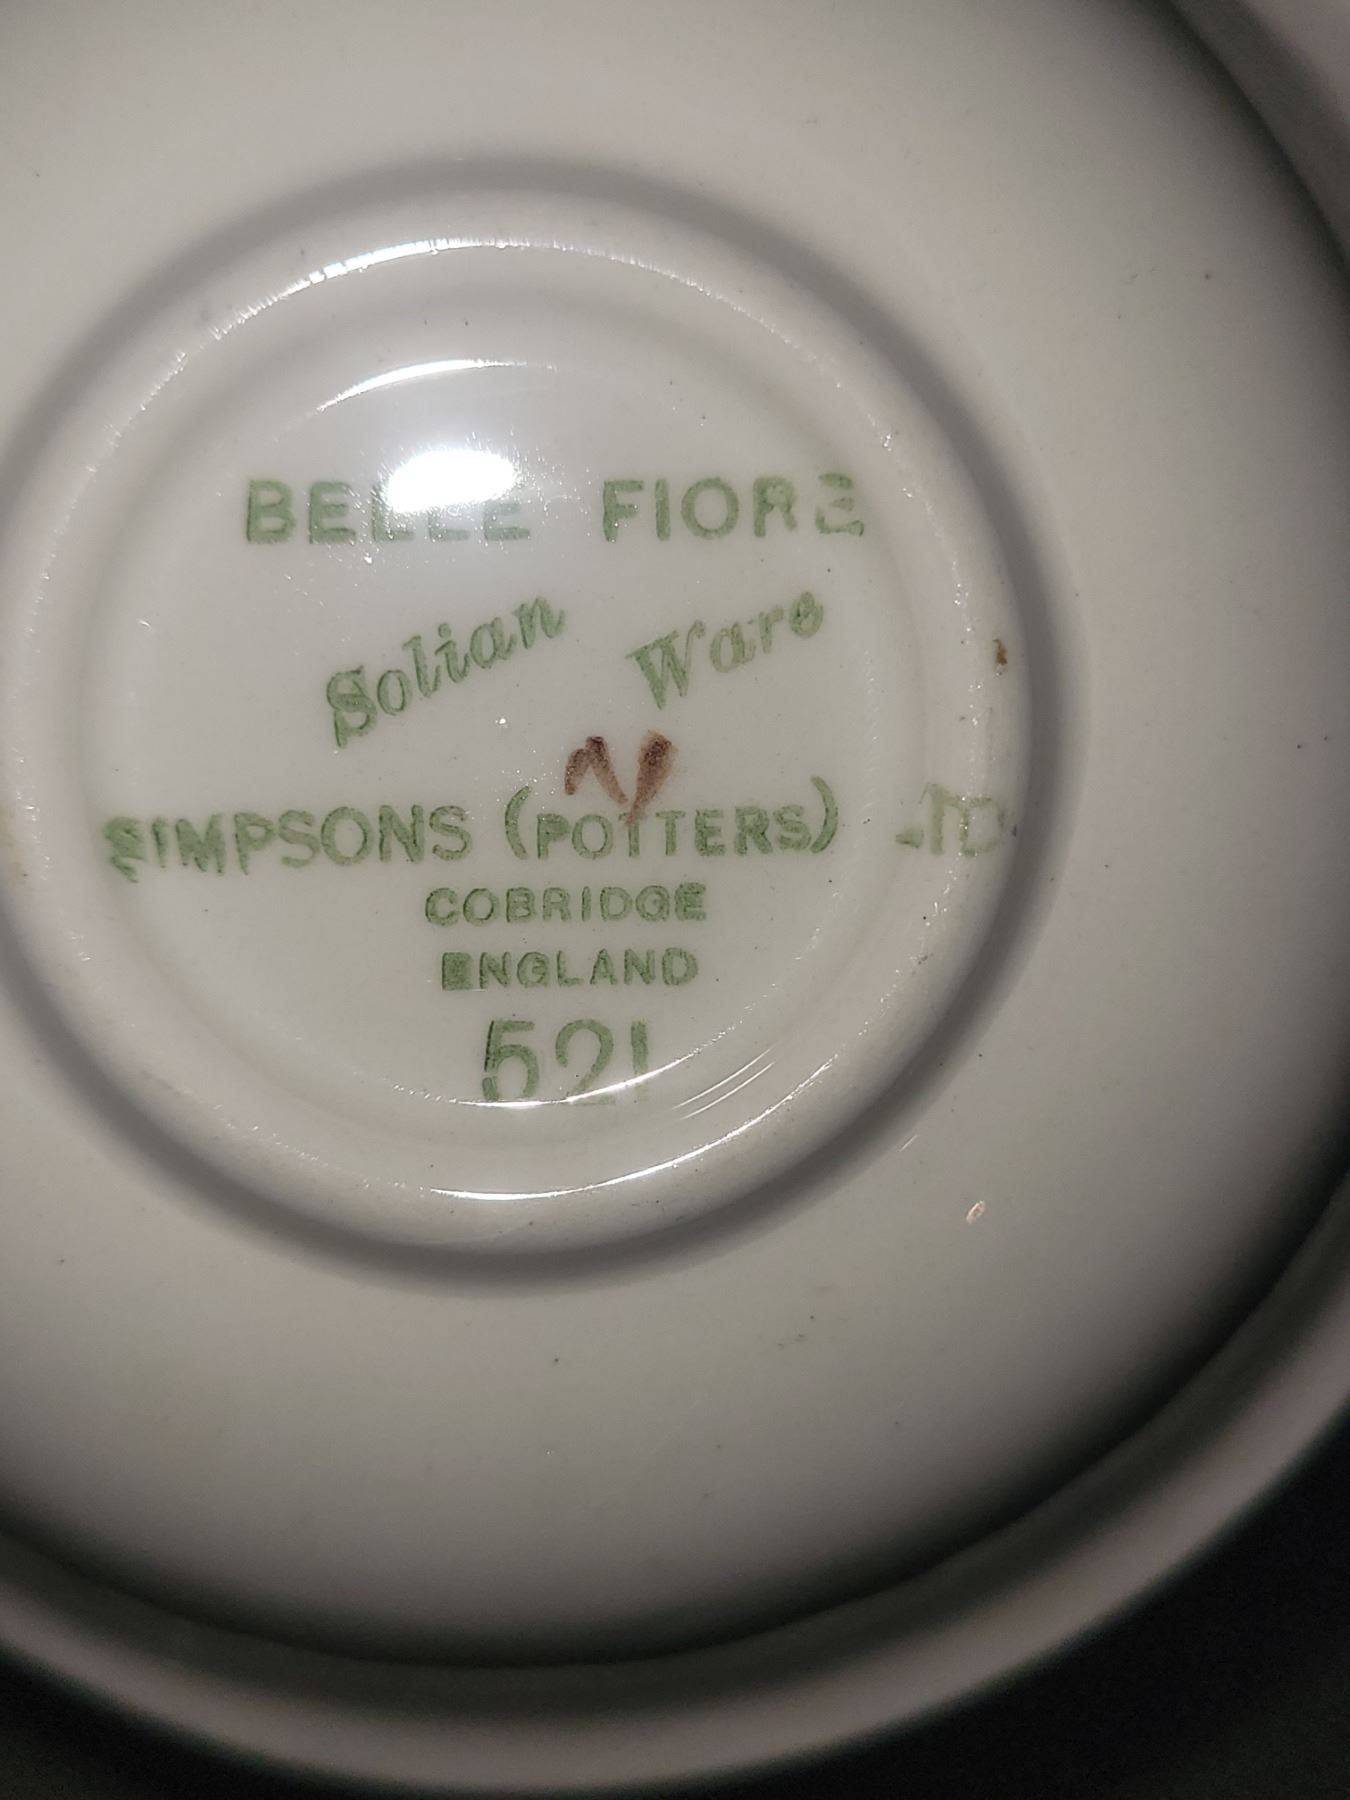 BELLE FIORE
Solian Ware
SIMPSONS (POTTERS) LTD
COBRIDGE
ENGLAND
521